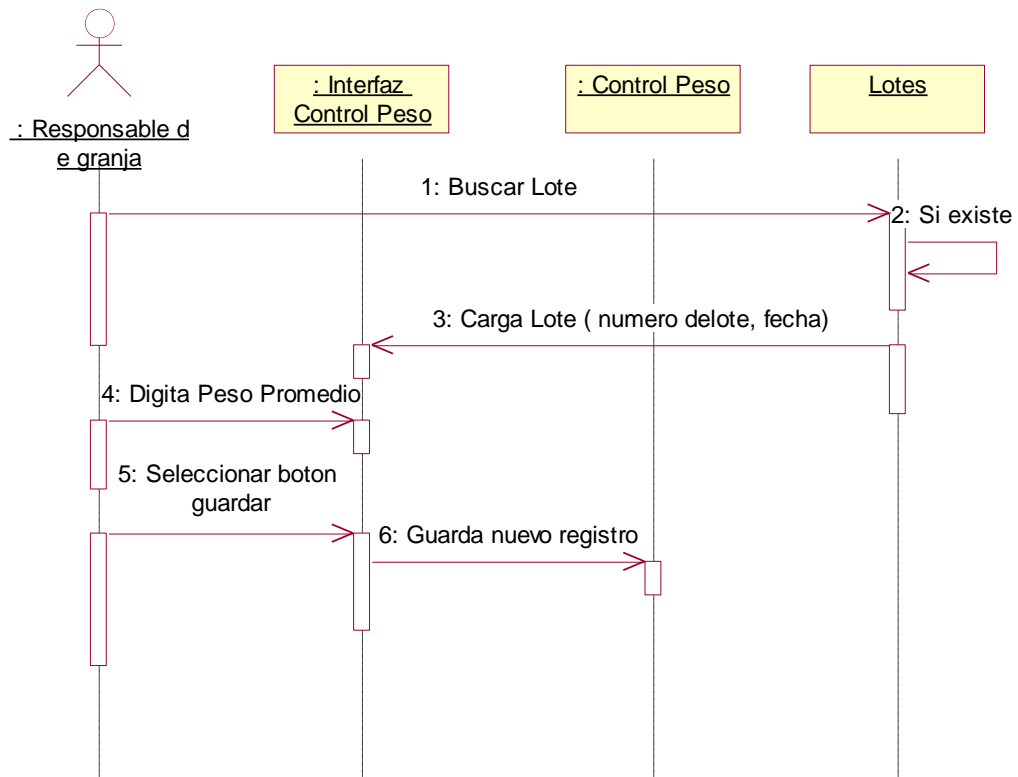 : Responsable d
e granja
: Interfaz
Control Peso
: Control Peso
Lotes
1: Buscar Lote
2: Si existe
3: Carga Lote ( numero delote, fecha)
4: Digita Peso Promedio
5: Seleccionar boton
guardar
6: Guarda nuevo registro